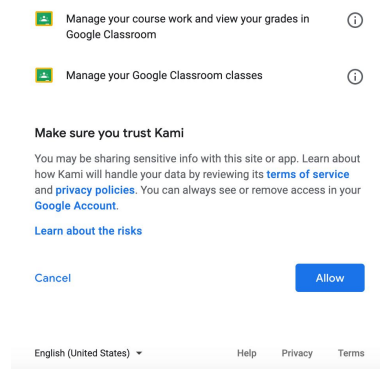 Manage your course work and view your grades in
Google Classroom
Manage your Google Classroom classes
Make sure you trust Kami
You may be sharing sensitive info with this site or app. Learn about
how Kami will handle your data by reviewing its terms of service
and privacy policies. You can always see or remove access in your
Google Account.
Learn about the risks
Cancel
Allow
English (United States)
Help
Privacy
Terms